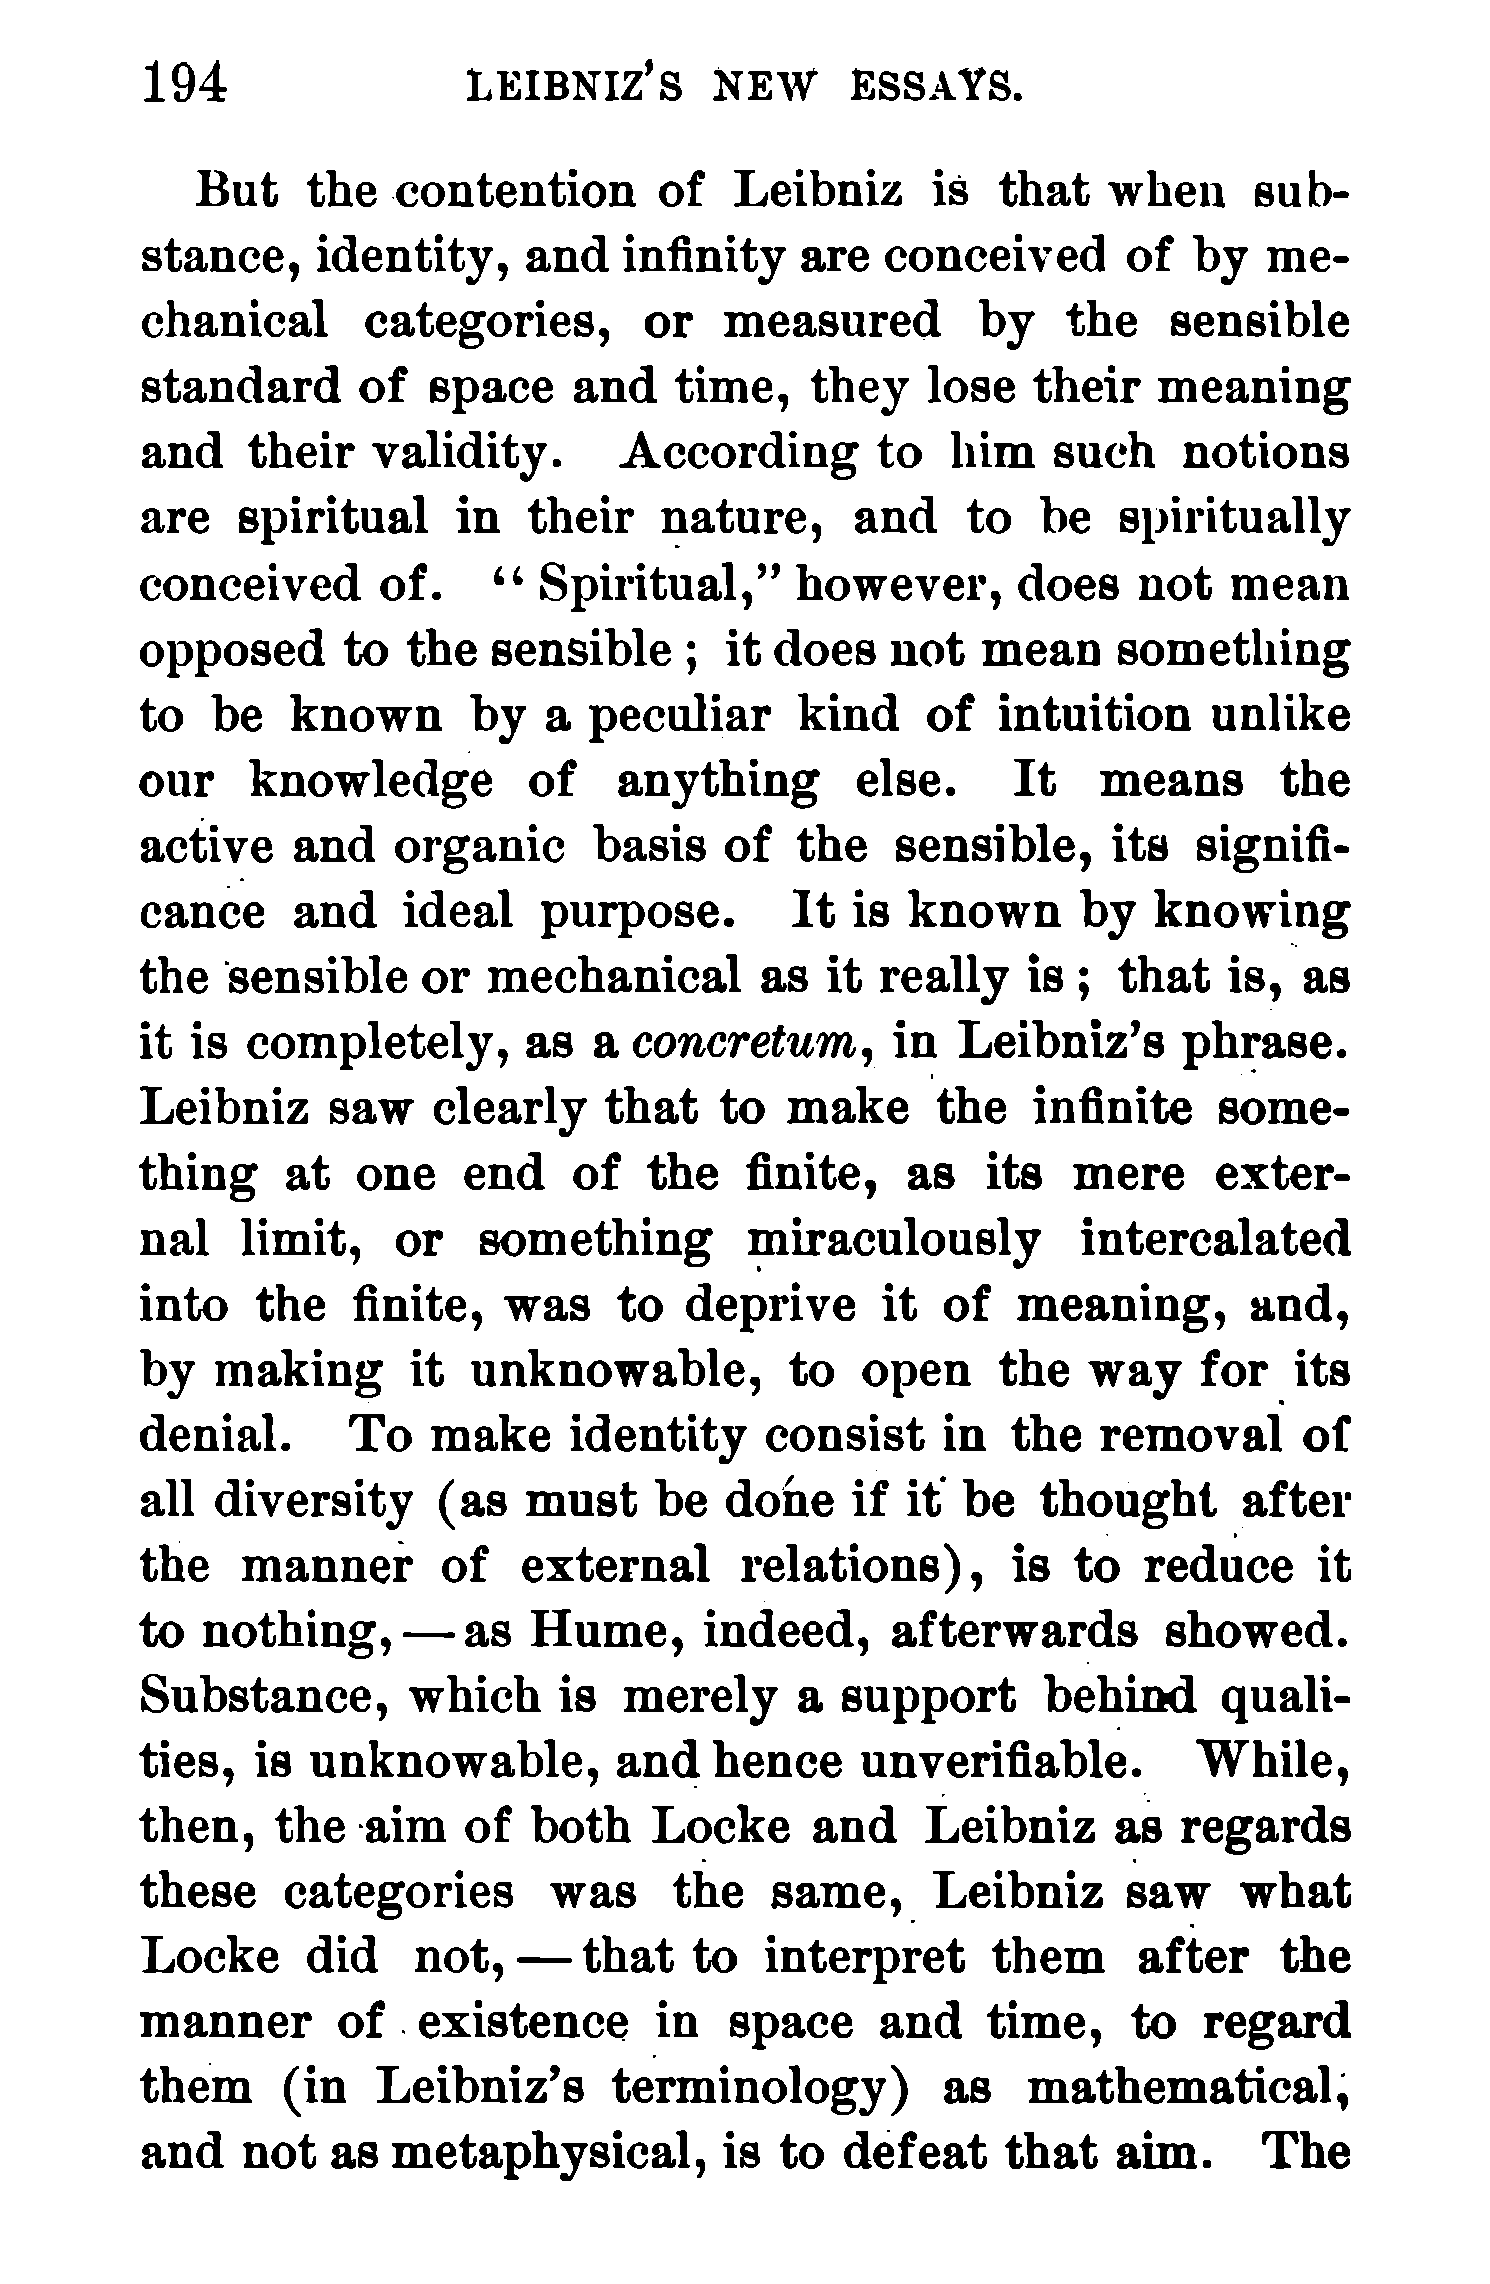 194 LEIBNIZ'S NEW ESSAYS.
But the contention of Leibniz is that when sub-
stance, identity, and infinity are conceived of by me-
chanical categories, or measured by the sensible
standard of space and time, they lose their meaning
and their validity. According to him such notions
are spiritual in their nature, and to be spiritually
conceived of. “Spiritual,” however, does not mean
opposed to the sensible; it does not mean something
to be known by a peculiar kind of intuition unlike
our knowledge of anything else. It means the
active and organic basis of the sensible, its signifi-
cance and ideal purpose. It is known by knowing
the sensible or mechanical as it really is; that is, as
it is completely, as a concretum, in Leibniz's phrase.
Leibniz saw clearly that to make the infinite some-
thing at one end of the finite, as its mere exter-
nal limit, or something miraculously intercalated
into the finite, was to deprive it of meaning, and,
by making it unknowable, to open the way for its
denial. To make identity consist in the removal of
all diversity (as must be done if it be thought after
the manner of external relations), is to reduce it
to nothing,—as Hume, indeed, afterwards showed.
Substance, which is merely a support behind quali-
ties, is unknowable, and hence unverifiable. While,
then, the aim of both Locke and Leibniz as regards
these categories was the same, Leibniz saw what
Locke did not,—that to interpret them after the
manner of existence in space and time, to regard
them (in Leibniz's terminology) as mathematical,
and not as metaphysical, is to defeat that aim. The